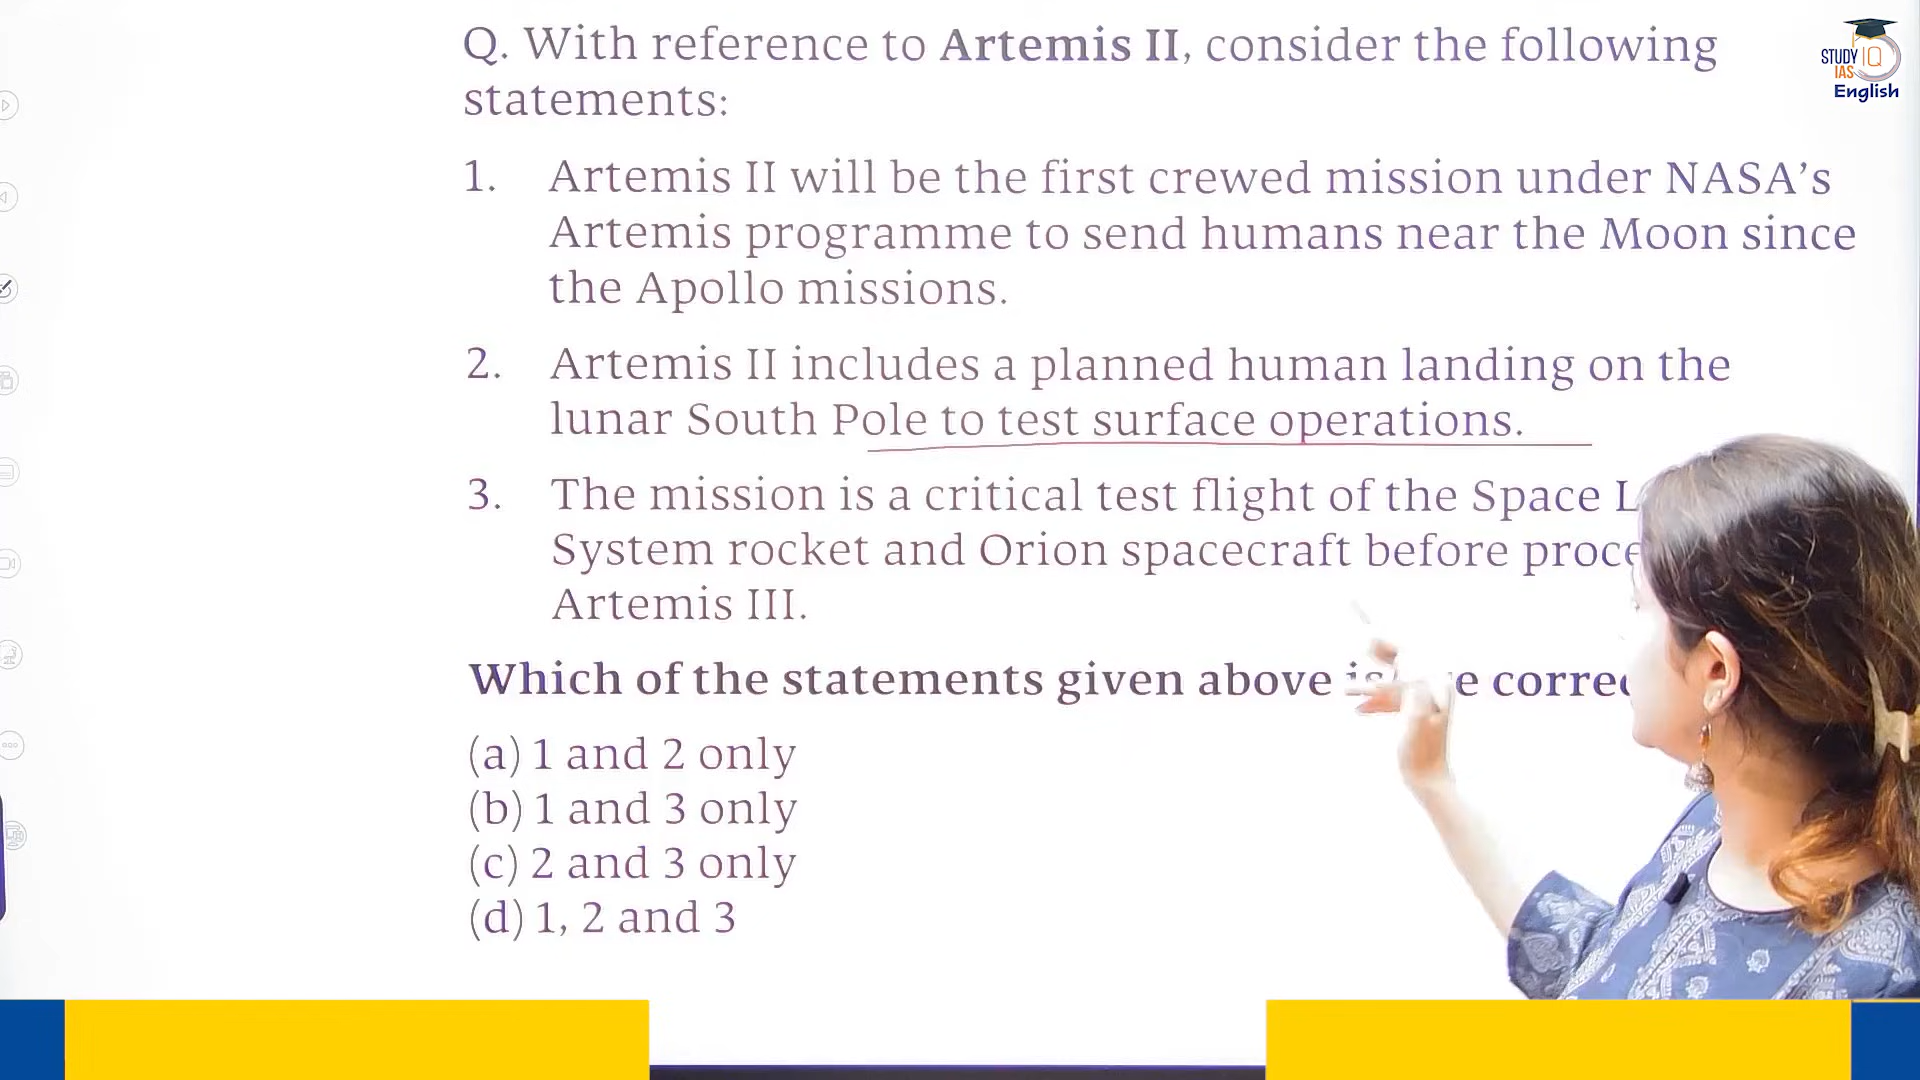 Q. With reference to Artemis II, consider the following
statements:
1. Artemis II will be the first crewed mission under NASA’s
Artemis programme to send humans near the Moon since
the Apollo missions.
2. Artemis II includes a planned human landing on the
lunar South Pole to test surface operations.
3. The mission is a critical test flight of the Space
System rocket and Orion spacecraft before
Artemis III.
Which of the statements given above
(a) 1 and 2 only
(b) 1 and 3 only
(c) 2 and 3 only
(d) 1, 2 and 3
STUDY IQ
IAS
English